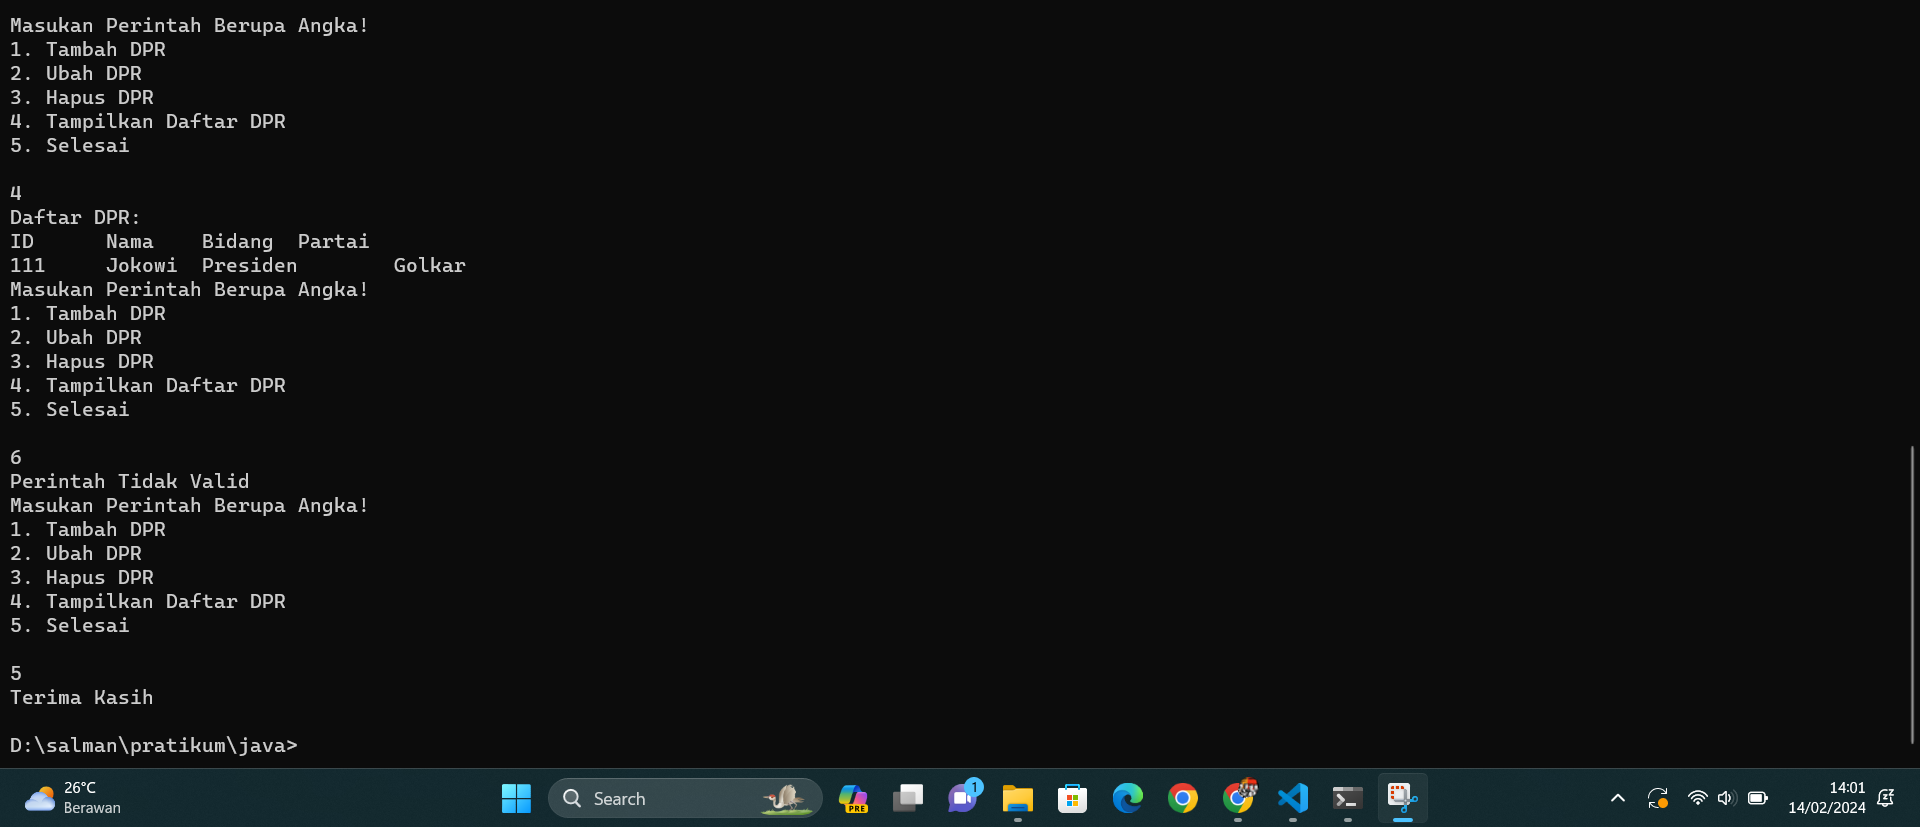 Masukan Perintah Berupa Angka!
1. Tambah DPR
2. Ubah DPR
3. Hapus DPR
4. Tampilkan Daftar DPR
5. Selesai
4
Daftar DPR:
ID Nama Bidang Partai
111 Jokowi Presiden Golkar
Masukan Perintah Berupa Angka!
1. Tambah DPR
2. Ubah DPR
3. Hapus DPR
4. Tampilkan Daftar DPR
5. Selesai
6
Perintah Tidak Valid
Masukan Perintah Berupa Angka!
1. Tambah DPR
2. Ubah DPR
3. Hapus DPR
4. Tampilkan Daftar DPR
5. Selesai
5
Terima Kasih
D:\salman\pratikum\java>
26°C
Berawan
Search
PRE
1
14:01
14/02/2024